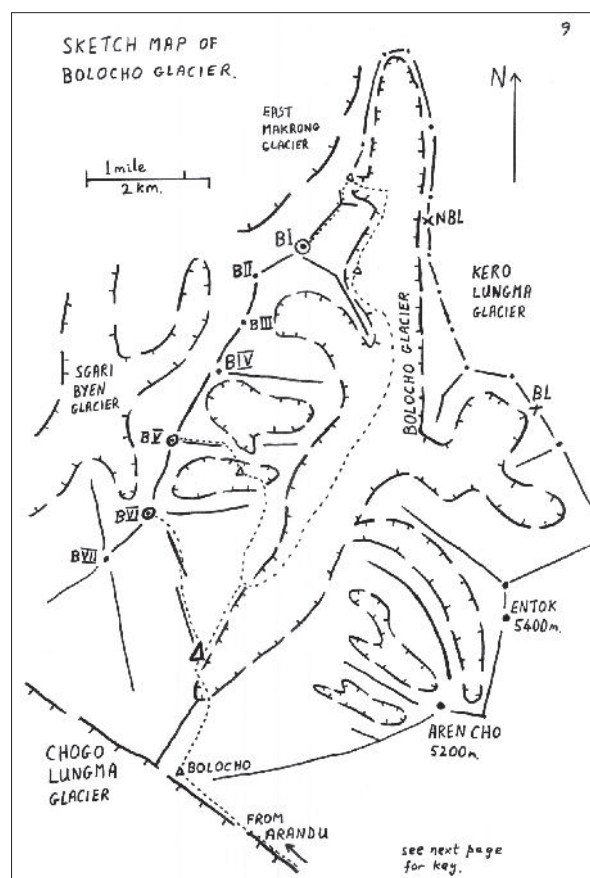 9
SKETCH MAP OF
BOLOCHO GLACIER.
N
EAST
MAKRONG
GLACIER
1 mile
2 km.
NBL
BI
BII
KERO
LUNGMA
GLACIER
BIII
BOLOCHO GLACIER
SGARI
BYEN
GLACIER
BIV
BL
BV
BVI
BVII
ENTOK
5400m.
AREN CHO
5200m.
CHOGO
LUNGMA
GLACIER
BOLOCHO
FROM
ARANDU
see next page
for key.